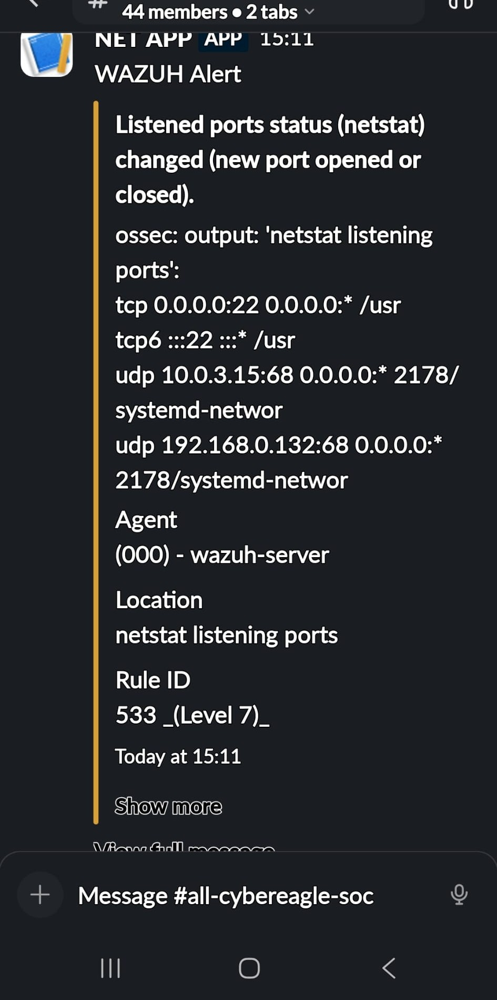 #
44 members • 2 tabs
NET APP APP 15:11
WAZUH Alert
Listened ports status (netstat)
changed (new port opened or
closed).
ossec: output: 'netstat listening
ports':
tcp 0.0.0.0:22 0.0.0.0:* /usr
tcp6 :::22 :::* /usr
udp 10.0.3.15:68 0.0.0.0:* 2178/
systemd-networ
udp 192.168.0.132:68 0.0.0.0:*
2178/systemd-networ
Agent
(000) - wazuh-server
Location
netstat listening ports
Rule ID
533 _(Level 7)_
Today at 15:11
Show more
View full message
Message #all-cybereagle-soc